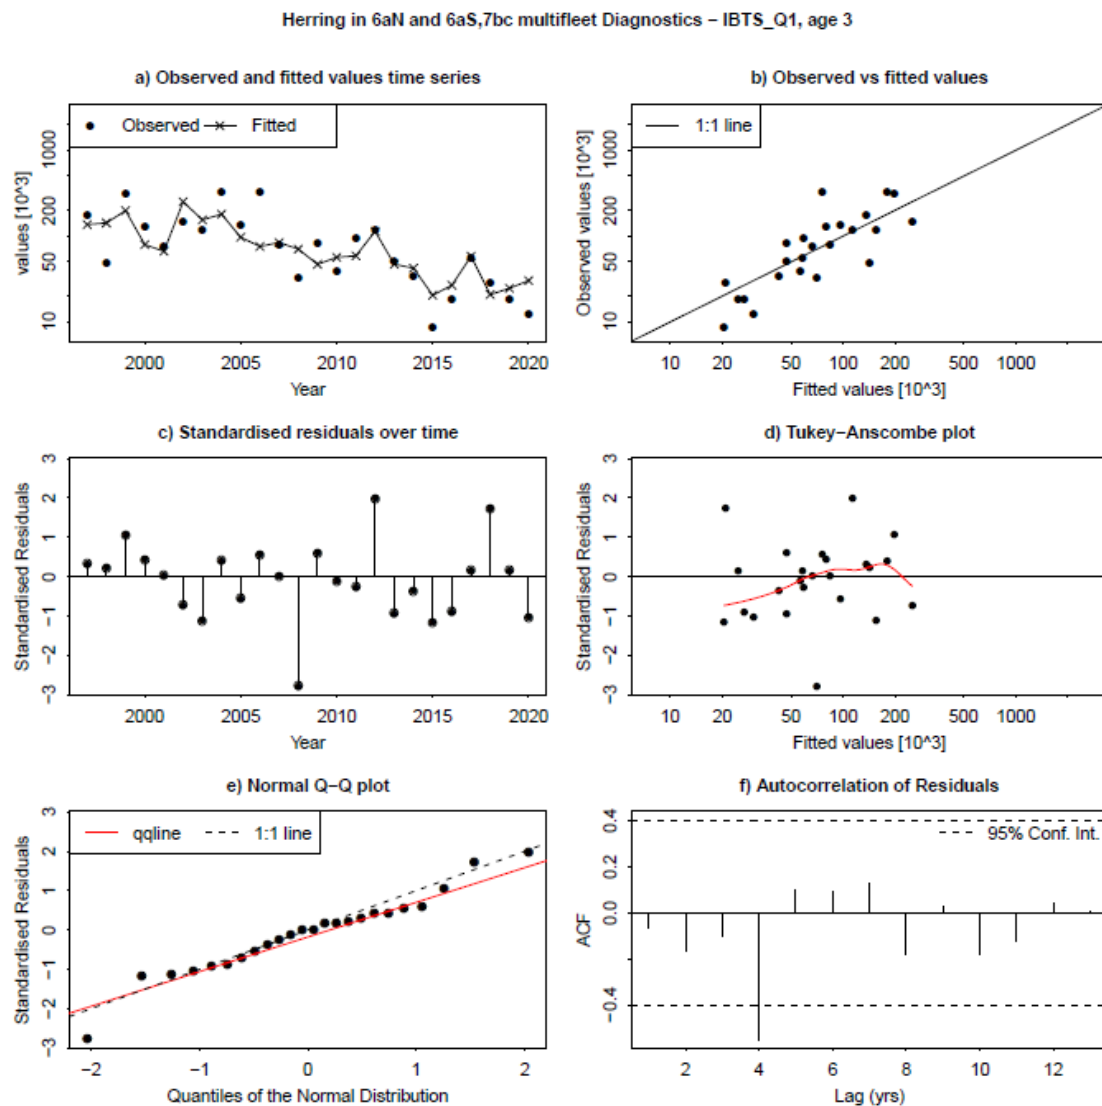 Herring in 6aN and 6aS,7bc multifleet Diagnostics − IBTS_Q1, age 3
a) Observed and fitted values time series
Observed
Fitted
values [10^3]
10
50
200
1000
2000
2005
2010
2015
2020
Year
b) Observed vs fitted values
1:1 line
Observed values [10^3]
10
50
200
1000
10
20
50
100
200
500
1000
Fitted values [10^3]
c) Standardised residuals over time
Standardised Residuals
−3
−2
−1
0
1
2
3
2000
2005
2010
2015
2020
Year
d) Tukey−Anscombe plot
Standardised Residuals
−3
−2
−1
0
1
2
3
10
20
50
100
200
500
1000
Fitted values [10^3]
e) Normal Q−Q plot
qqline
1:1 line
Standardised Residuals
−3
−2
−1
0
1
2
3
−2
−1
0
1
2
Quantiles of the Normal Distribution
f) Autocorrelation of Residuals
95% Conf. Int.
ACF
−0.4
0.0
0.2
0.4
2
4
6
8
10
12
Lag (yrs)